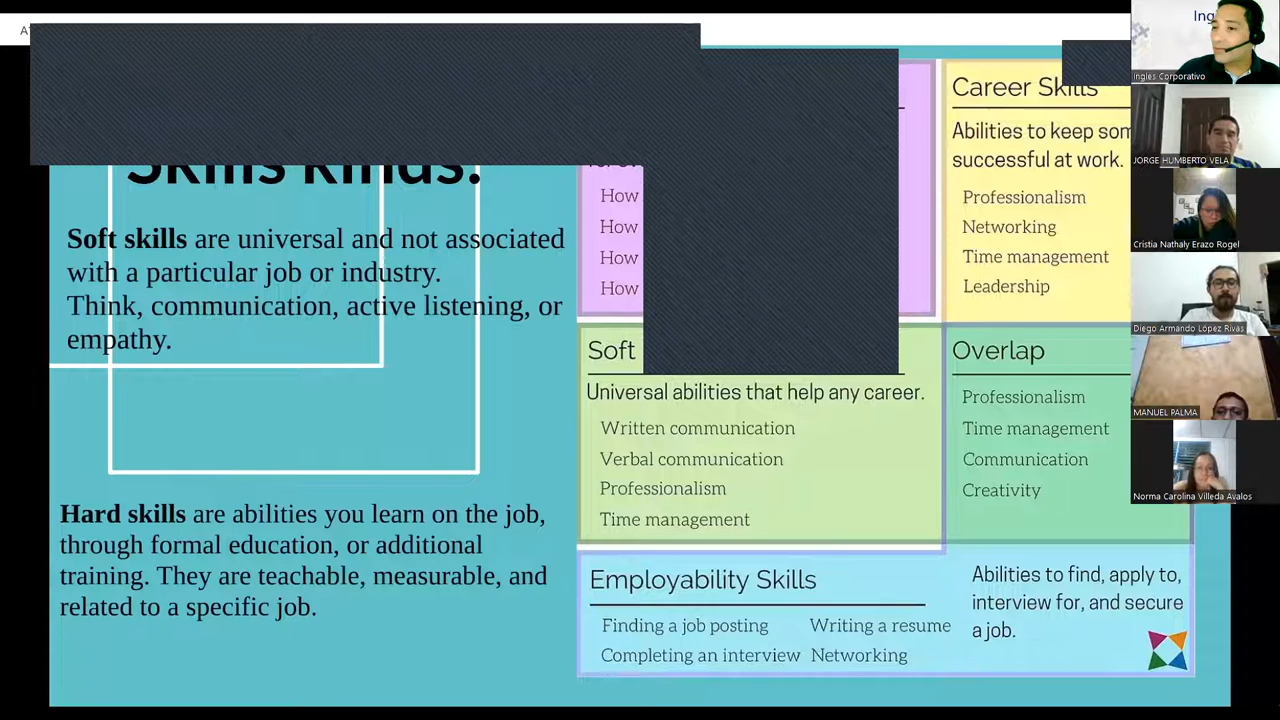 Skills kinds:
Soft skills are universal and not associated
with a particular job or industry.
Think, communication, active listening, or
empathy.
Hard skills are abilities you learn on the job,
through formal education, or additional
training. They are teachable, measurable, and
related to a specific job.
How
How
How
How
Career Skills
Abilities to keep som
successful at work.
Professionalism
Networking
Time management
Leadership
Soft
Universal abilities that help any career.
Written communication
Verbal communication
Professionalism
Time management
Overlap
Professionalism
Time management
Communication
Creativity
Employability Skills
Finding a job posting Writing a resume
Completing an interview Networking
Abilities to find, apply to,
interview for, and secure
a job.
Ingles Corporativo
JORGE HUMBERTO VELA
Cristia Nathaly Erazo Rogel
Diego Armando López Rivas
MANUEL PALMA
Norma Carolina Villeda Avalos